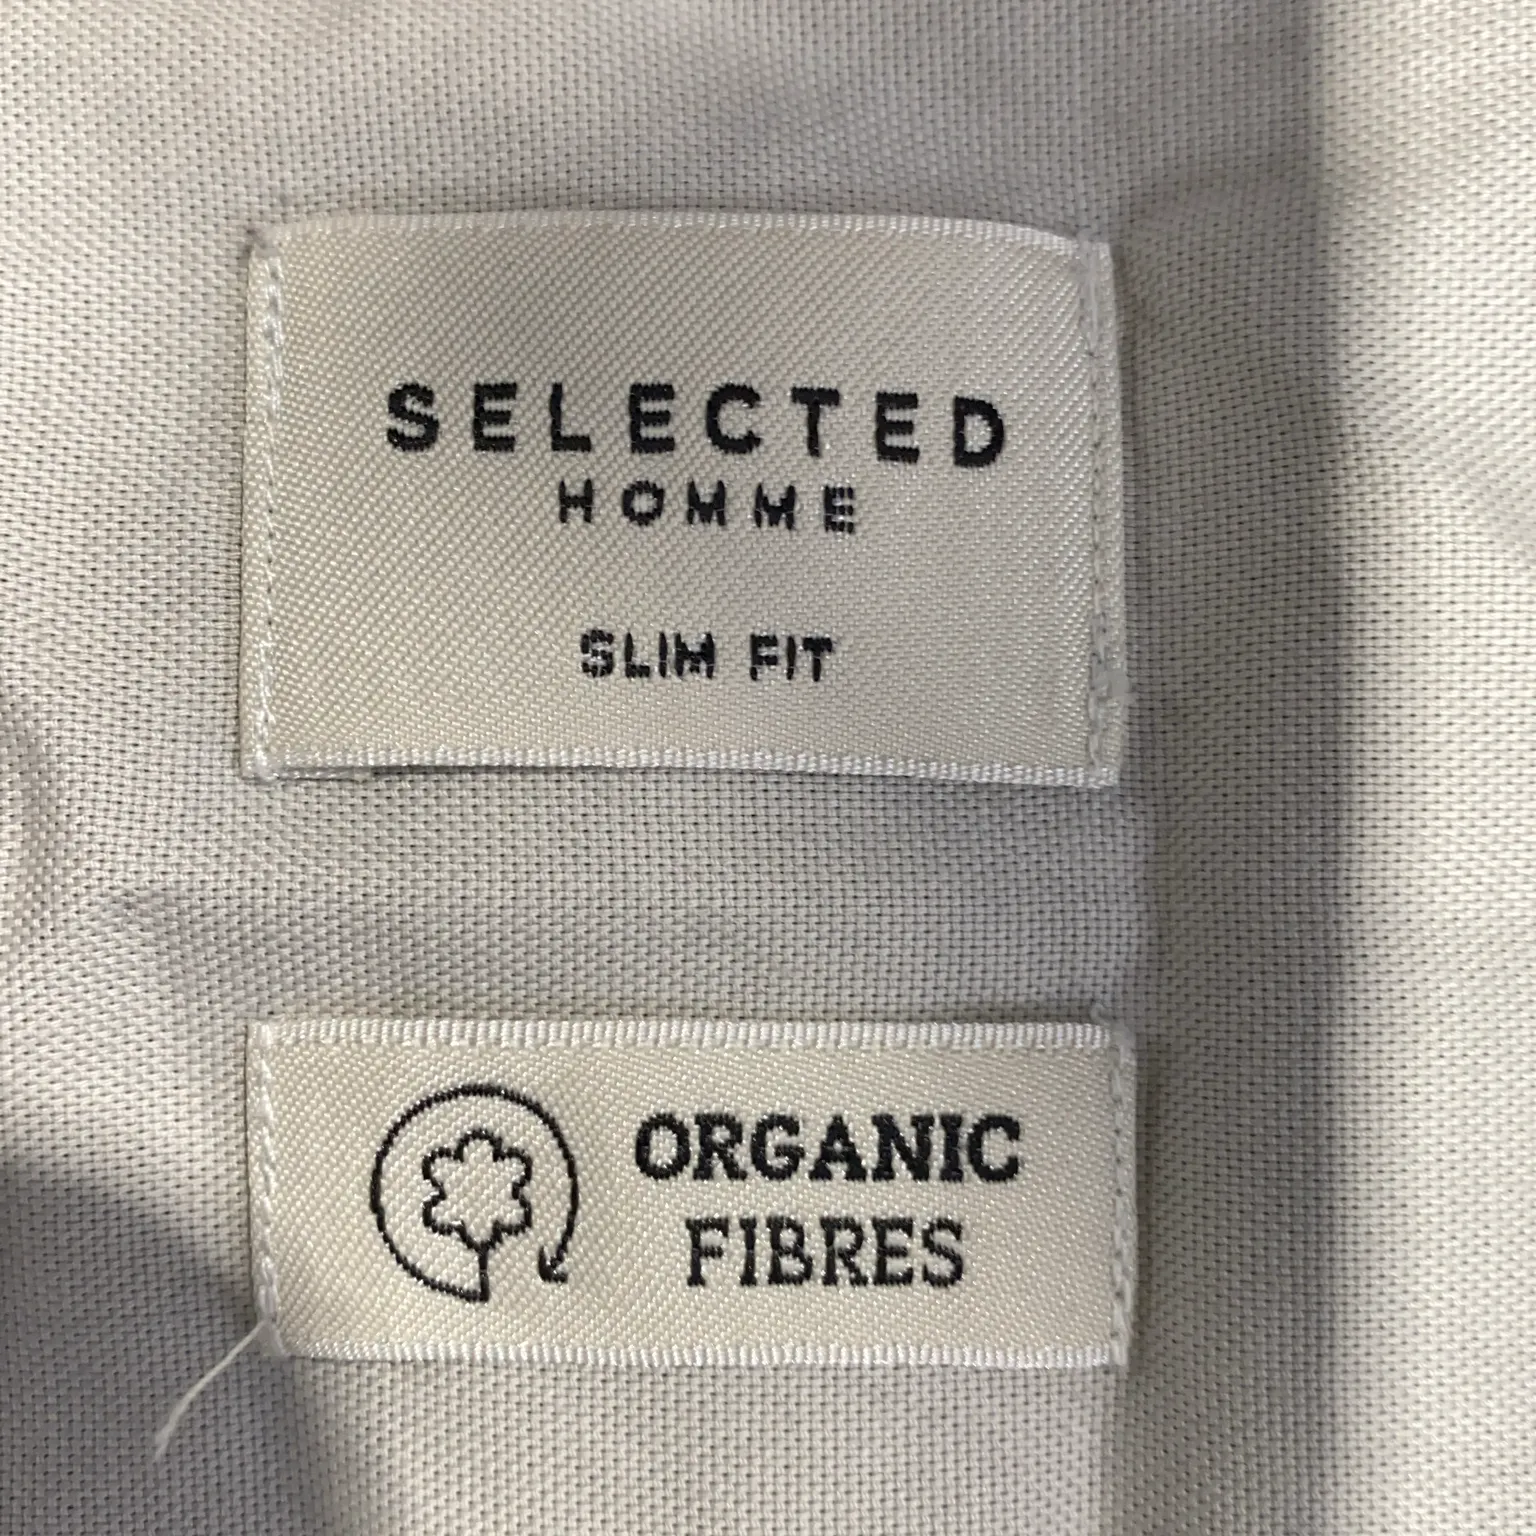 SELECTED
HOMME
SLIM FIT
ORGANIC
FIBRES